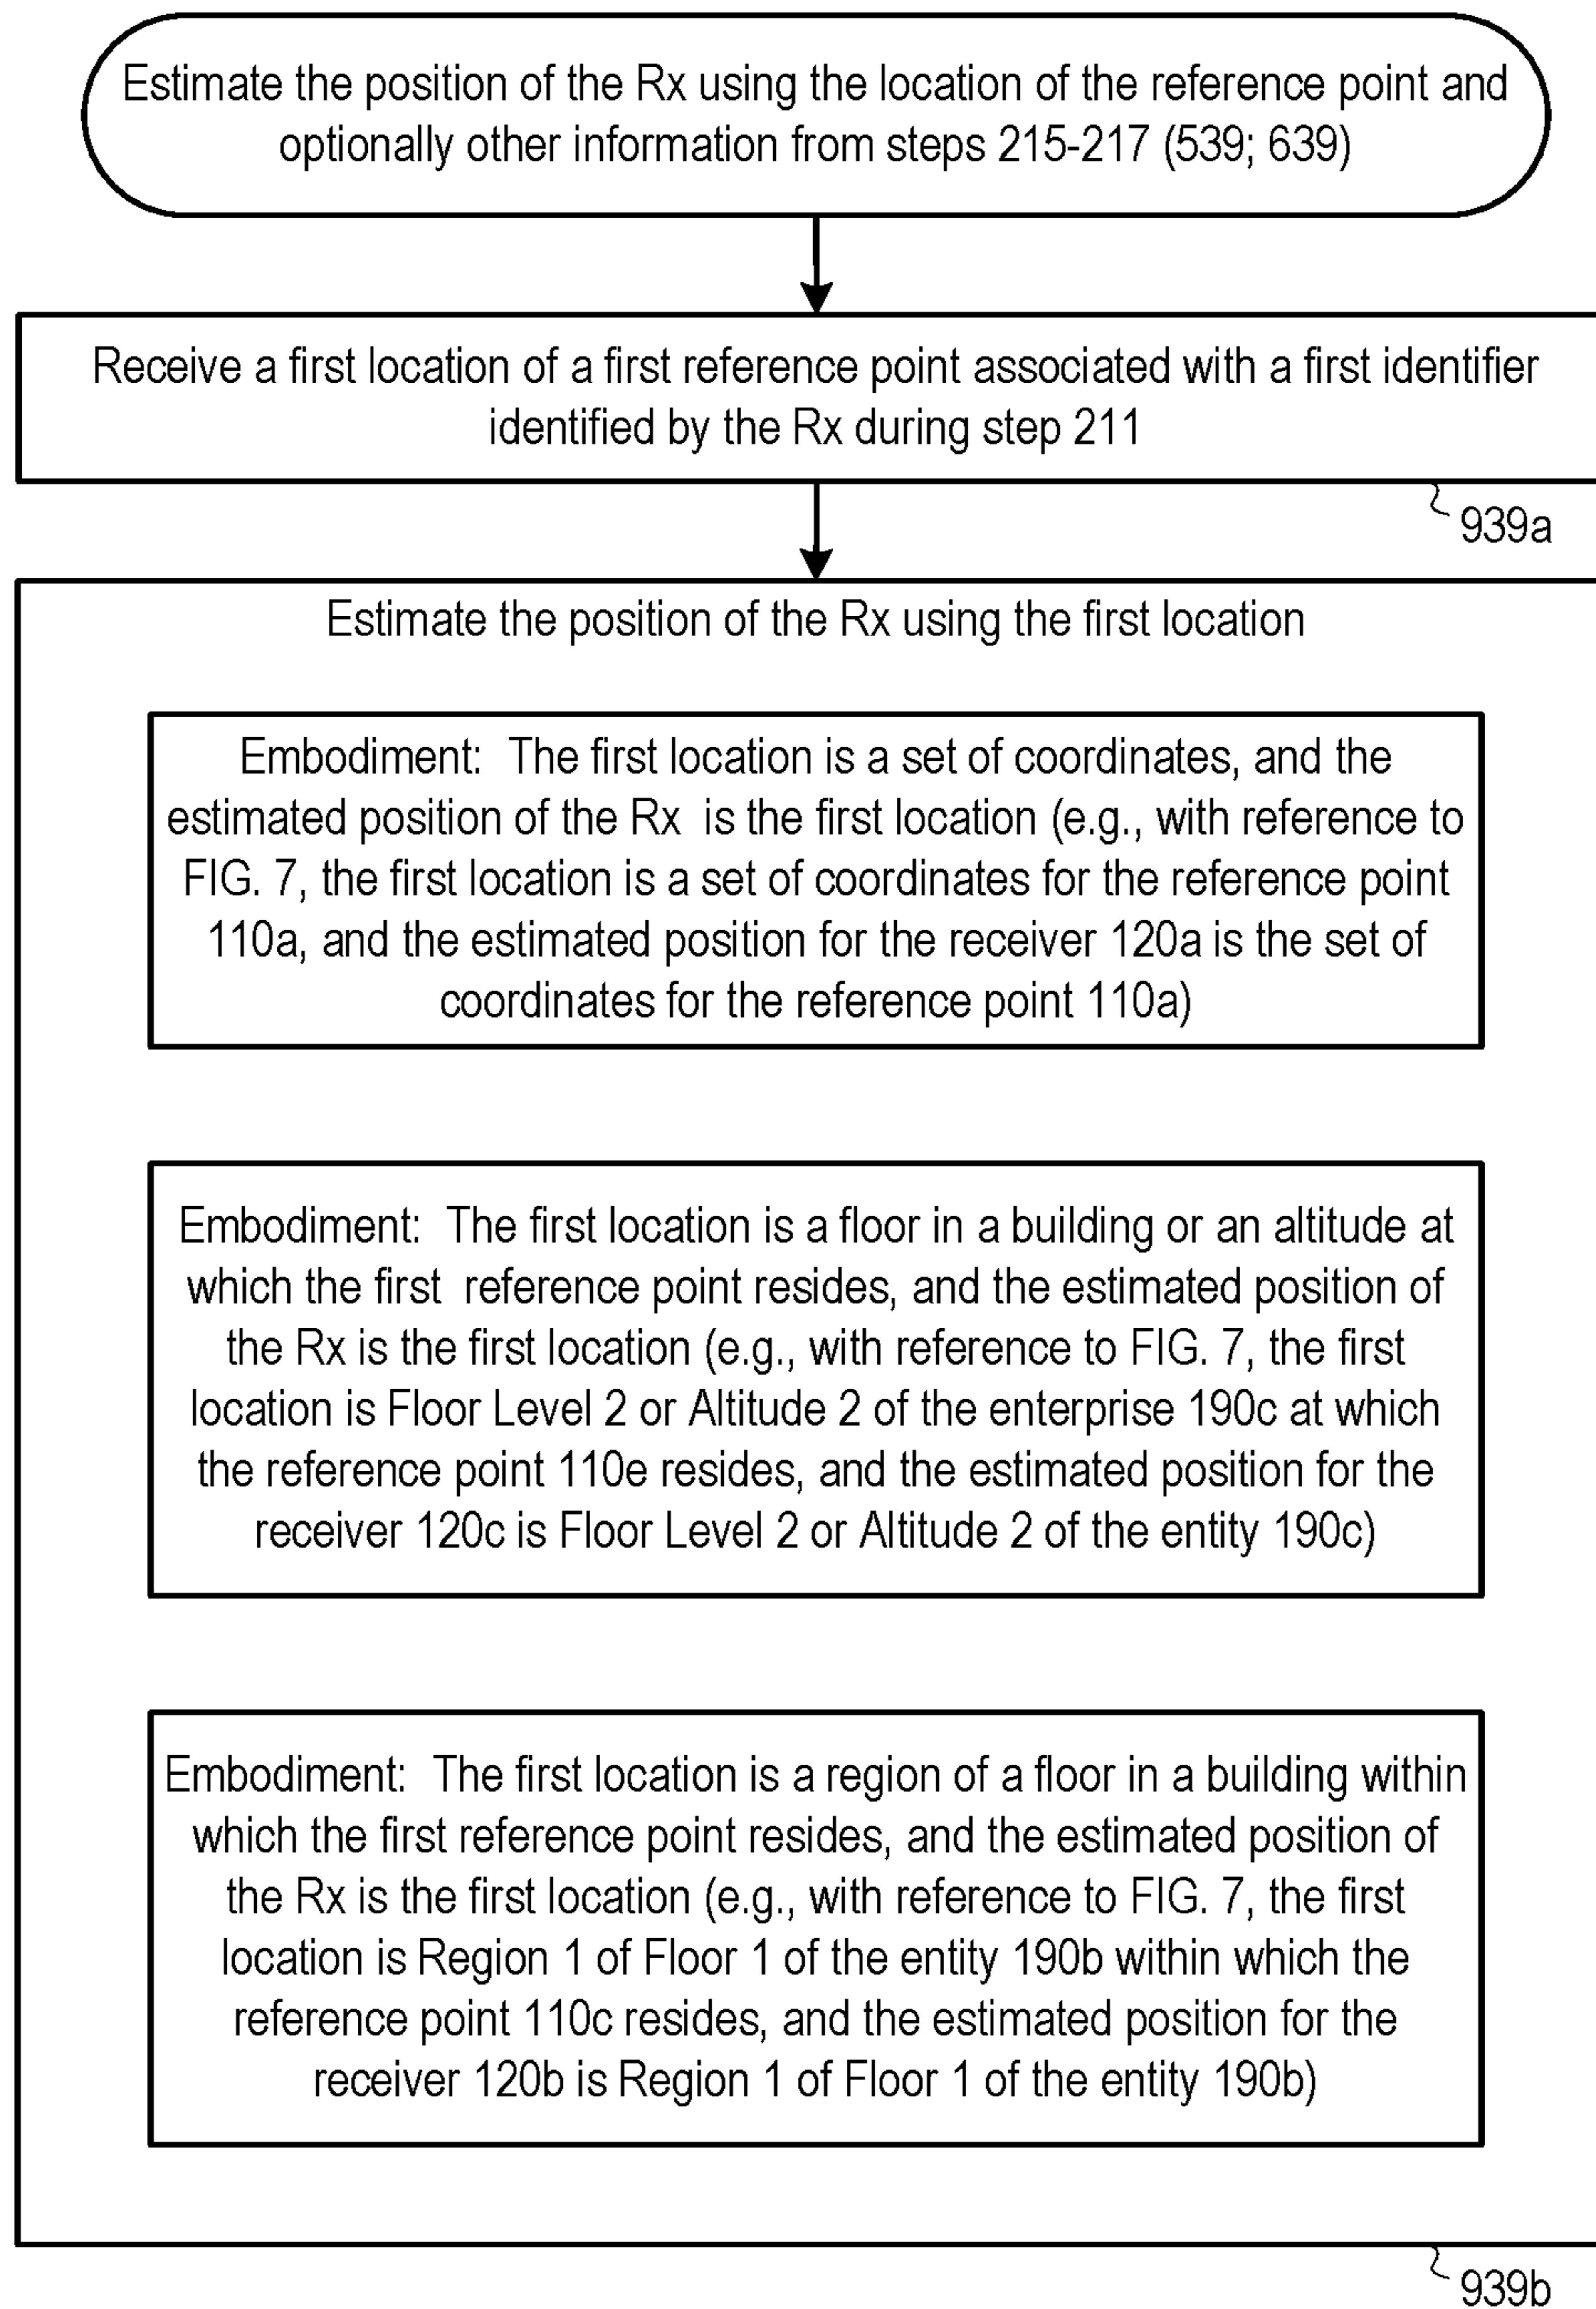 Estimate the position of the Rx using the location of the reference point and
optionally other information from steps 215-217 (539; 639)
Receive a first location of a first reference point associated with a first identifier
identified by the Rx during step 211
939a
Estimate the position of the Rx using the first location
Embodiment:  The first location is a set of coordinates, and the
estimated position of the Rx  is the first location (e.g., with reference to
FIG. 7, the first location is a set of coordinates for the reference point
110a, and the estimated position for the receiver 120a is the set of
coordinates for the reference point 110a)
Embodiment:  The first location is a floor in a building or an altitude at
which the first  reference point resides, and the estimated position of
the Rx is the first location (e.g., with reference to FIG. 7, the first
location is Floor Level 2 or Altitude 2 of the enterprise 190c at which
the reference point 110e resides, and the estimated position for the
receiver 120c is Floor Level 2 or Altitude 2 of the entity 190c)
Embodiment:  The first location is a region of a floor in a building within
which the first reference point resides, and the estimated position of
the Rx is the first location (e.g., with reference to FIG. 7, the first
location is Region 1 of Floor 1 of the entity 190b within which the
reference point 110c resides, and the estimated position for the
receiver 120b is Region 1 of Floor 1 of the entity 190b)
939b